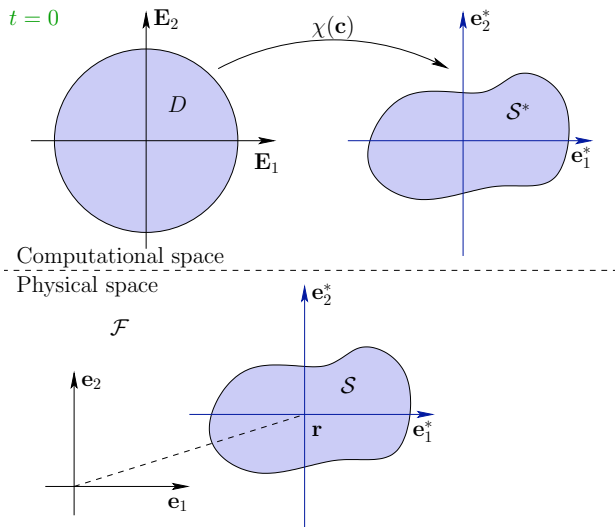 t = 0
E₂
χ(c)
e₂*
D
S*
E₁
e₁*
Computational space
Physical space
e₂*
F
e₂
S
r
e₁*
e₁